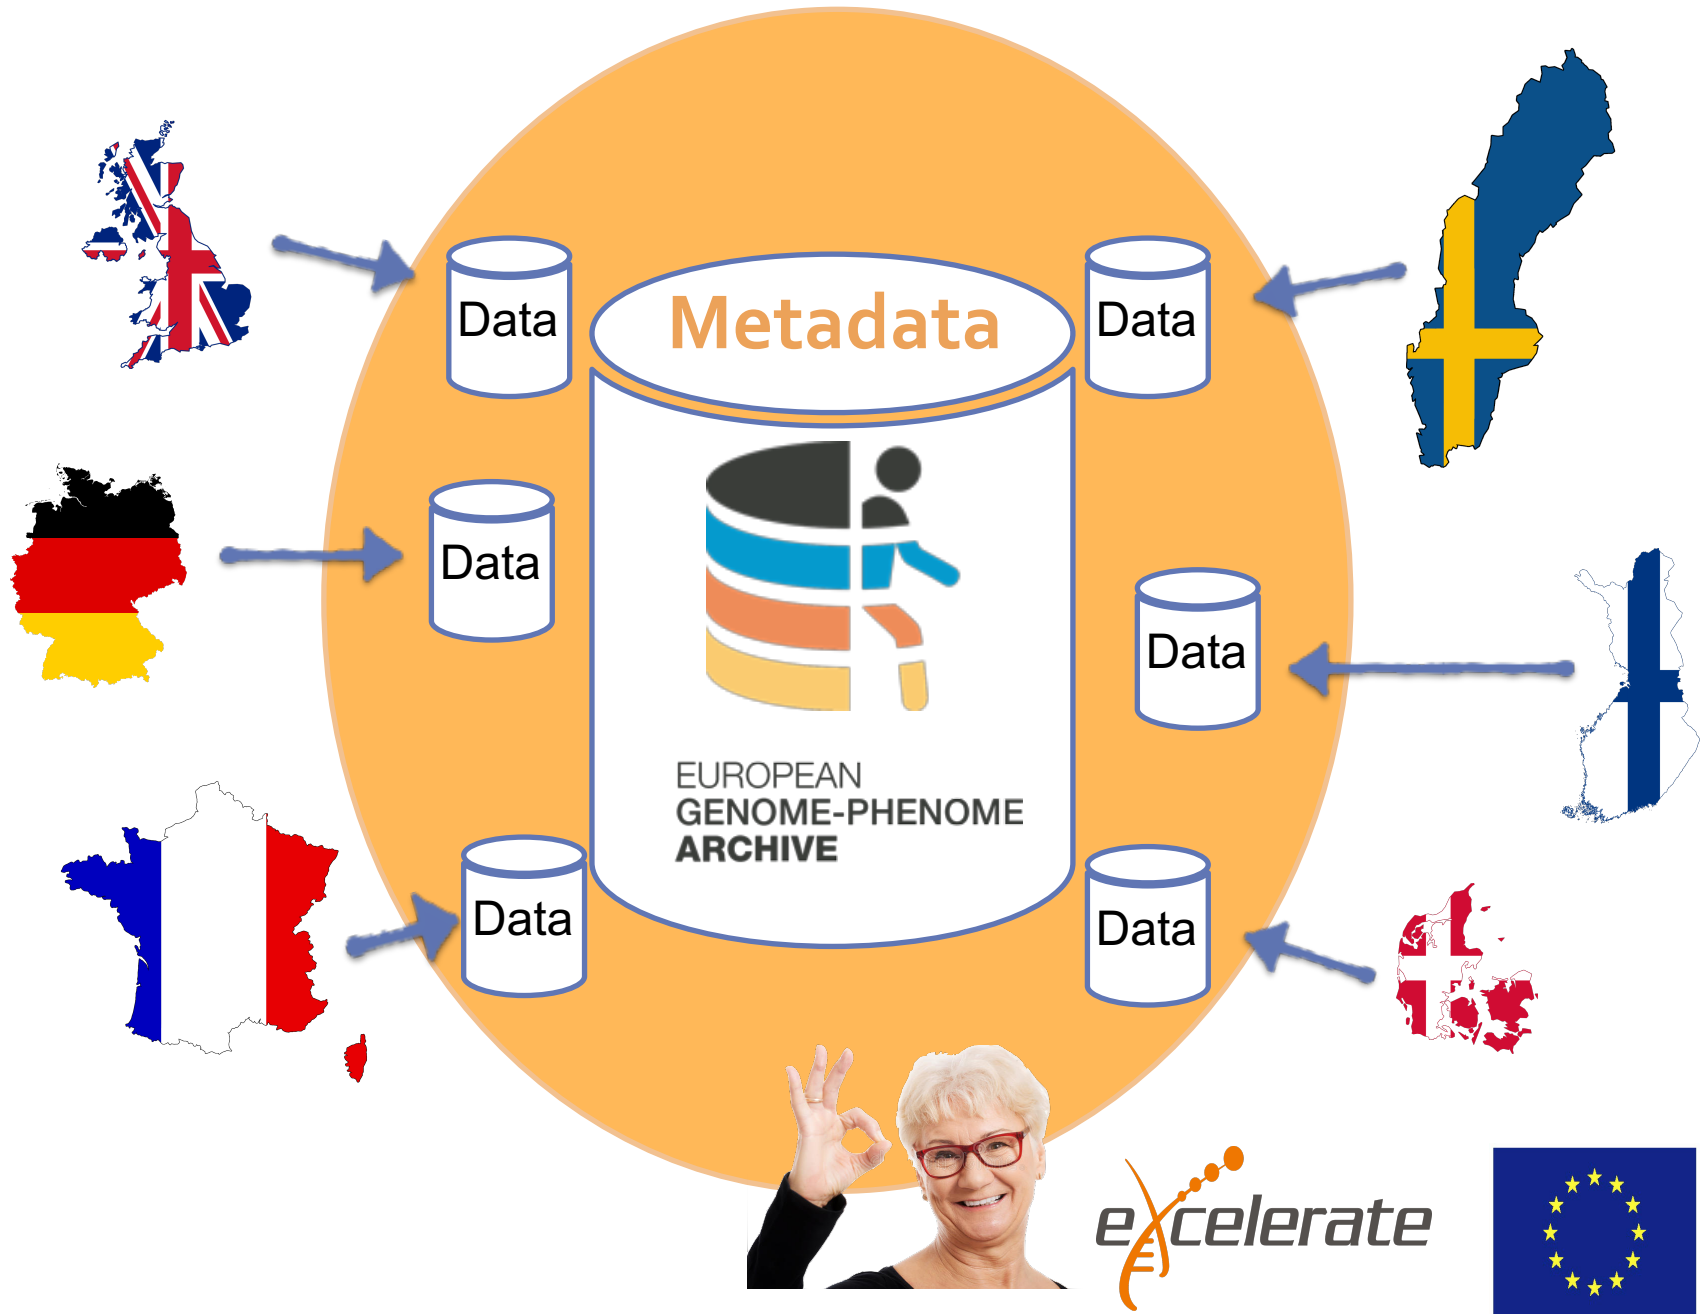 Data
Metadata
Data
Data
Data
EUROPEAN
GENOME-PHENOME
ARCHIVE
Data
Data
excelerate